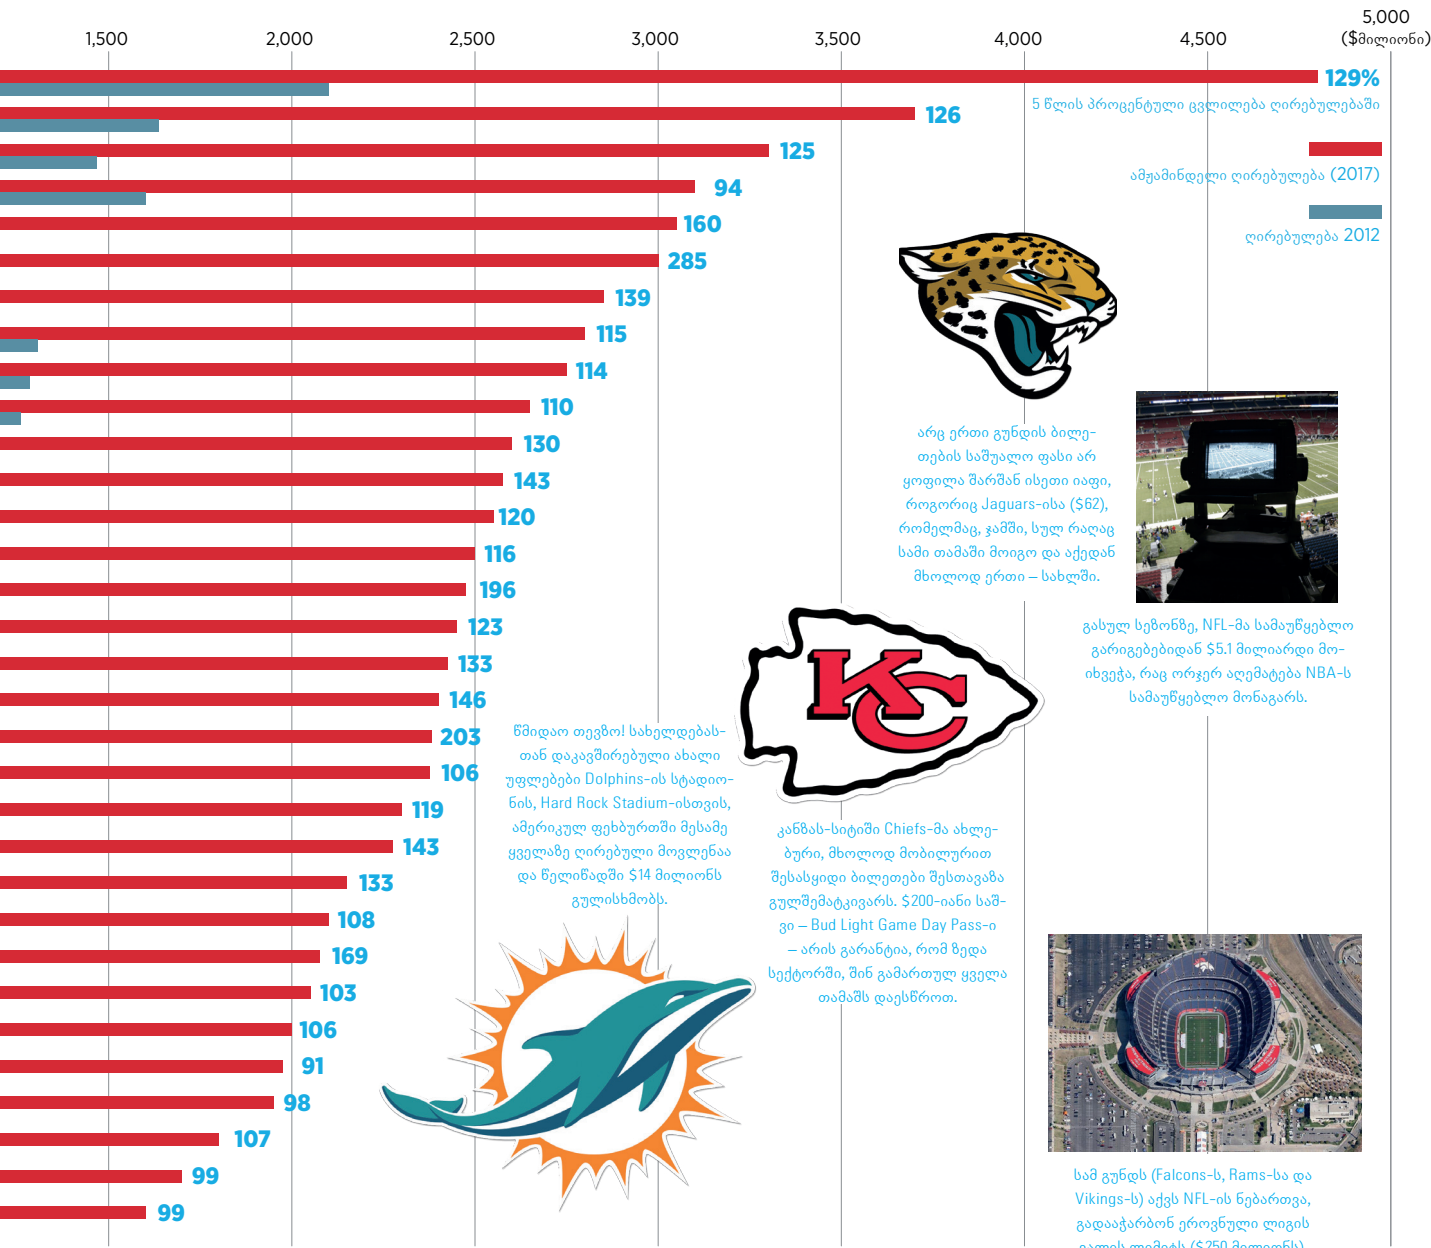 5,000
1,500 2,000 2,500 3,000 3,500 4,000 4,500 ($მილიონი)
129%
5 წლის პროცენტული ცვლილება ღირებულებაში
126
125
94
ამჟამინდელი ღირებულება (2017)
160
ღირებულება 2012
285
139
115
114
110
130
143
120
116
196
123
133
146
203
106
119
143
133
108
169
103
106
91
98
107
99
99
არც ერთი გუნდის ბილე-
თების საშუალო ფასი არ
ყოფილა შარშან ისეთი იაფი,
როგორიც Jaguars-ისა ($62),
რომელმაც, ჯამში, სულ რაღაც
სამი თამაში მოიგო და აქედან
მხოლოდ ერთი – სახლში.
გასულ სეზონზე, NFL-მა სამაუწყებლო
გარიგებებიდან $5.1 მილიარდი მო-
იხვეჭა, რაც ორჯერ აღემატება NBA-ს
სამაუწყებლო მონაგარს.
KC
წმიდაო თევზო! სახელდებას-
თან დაკავშირებული ახალი
უფლებები Dolphins-ის სტადიო-
ნის, Hard Rock Stadium-ისთვის,
ამერიკულ ფეხბურთში მესამე
ყველაზე ღირებული მოვლენაა
და წელიწადში $14 მილიონს
გულისხმობს.
კანზას-სიტიში Chiefs-მა ახლე-
ბური, მხოლოდ მობილურით
შესასყიდი ბილეთები შესთავაზა
გულშემატკივარს. $200-იანი საშ-
ვი – Bud Light Game Day Pass-ი
– არის გარანტია, რომ ზედა
სექტორში, შინ გამართულ ყველა
თამაშს დაესწროთ.
სამ გუნდს (Falcons-ს, Rams-სა და
Vikings-ს) აქვს NFL-ის ნებართვა,
გადააჭარბონ ეროვნული ლიგის
ვალის ლიმიტს ($250 მილიონს)